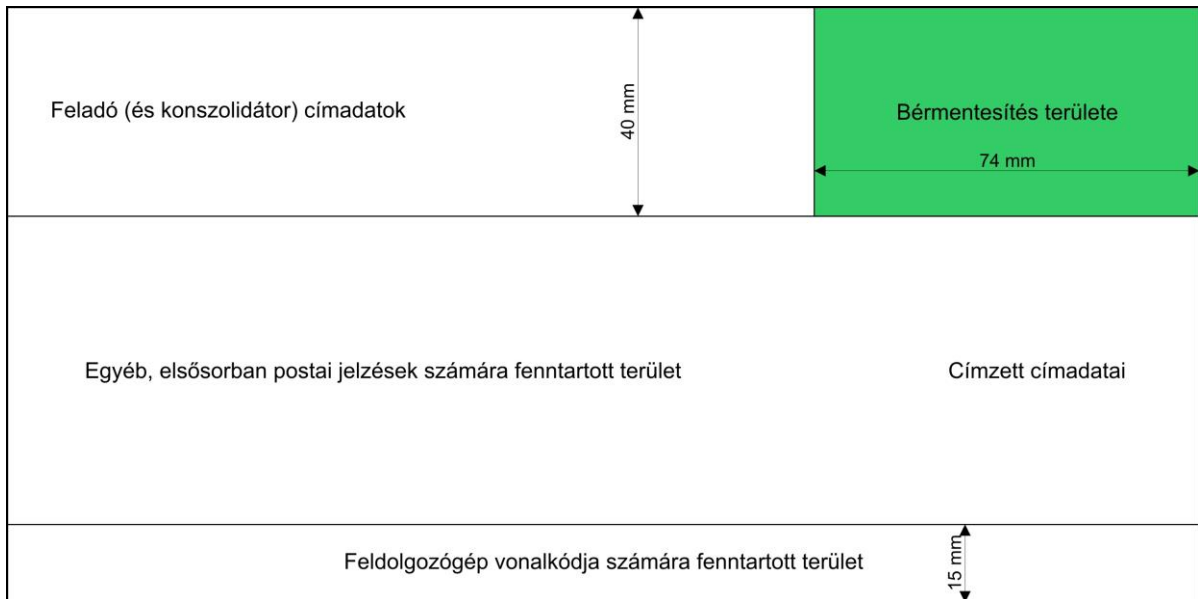 Feladó (és konszolidátor) címadatok
40 mm
Bérmentesítés területe
74 mm
Egyéb, elsősorban postai jelzések számára fenntartott terület
Címzett címadatai
Feldolgozógép vonalkódja számára fenntartott terület
15 mm